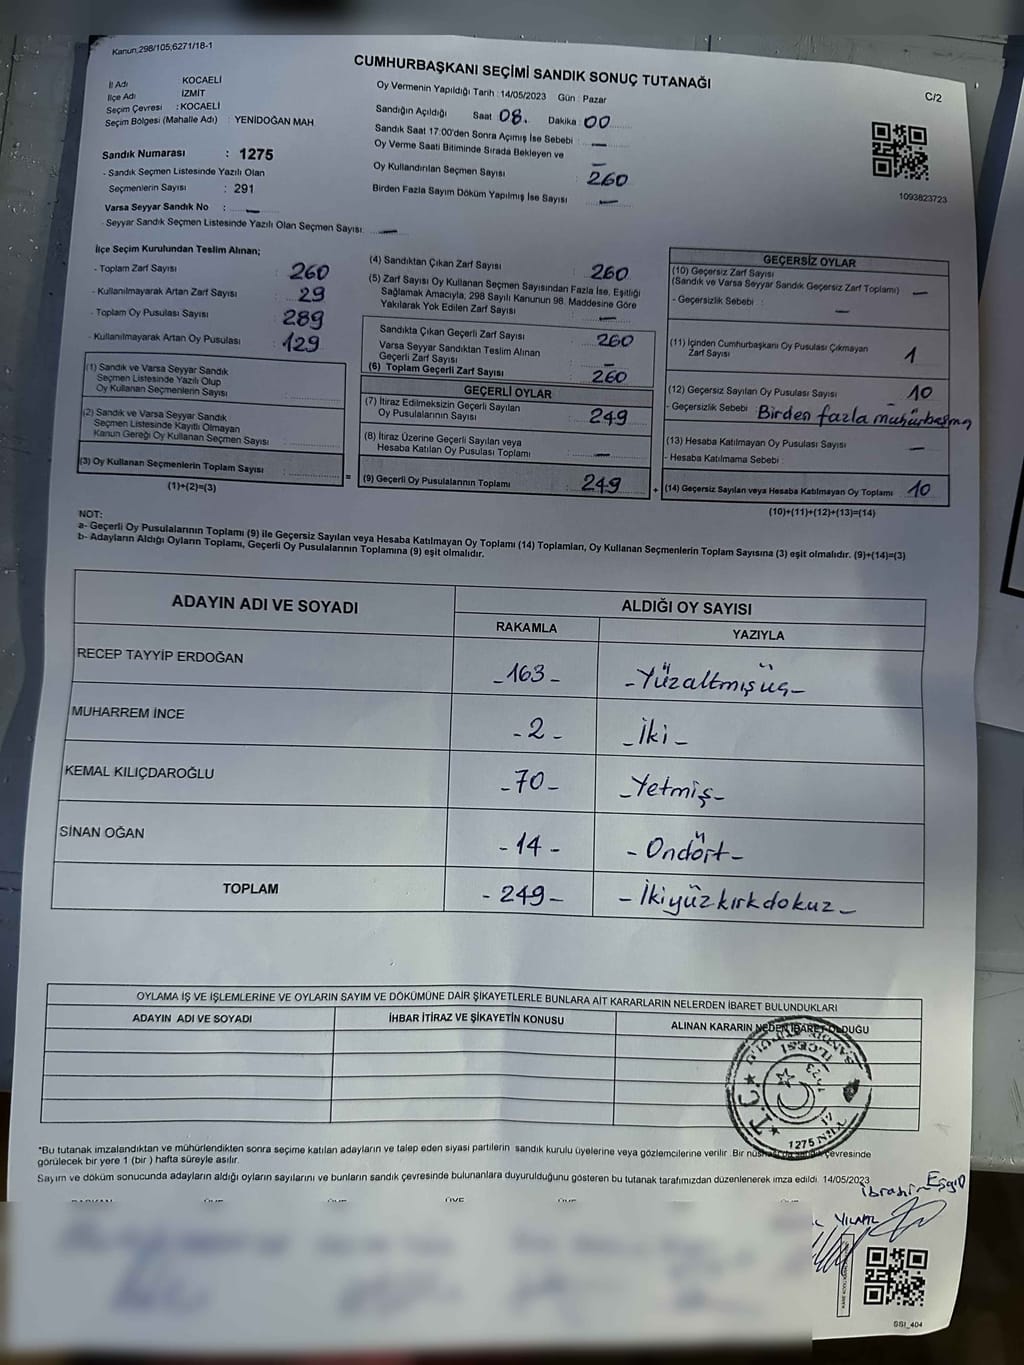 Kanun;298/105,6271/18-1
CUMHURBAŞKANI SEÇİMİ SANDIK SONUÇ TUTANAĞI
C/2
İl Adı KOCAELİ
İlçe Adı İZMİT
Seçim Çevresi : KOCAELİ
Seçim Bölgesi (Mahalle Adı) YENİDOĞAN MAH
Sandık Numarası : 1275
- Sandık Seçmen Listesinde Yazılı Olan
Seçmenlerin Sayısı : 291
Varsa Seyyar Sandık No : —
- Seyyar Sandık Seçmen Listesinde Yazılı Olan Seçmen Sayısı —
Oy Vermenin Yapıldığı Tarih : 14/05/2023 Gün : Pazar
Sandığın Açıldığı Saat 08. Dakika 00
Sandık Saat 17.00'den Sonra Açımış İse Sebebi : —
Oy Verme Saati Bitiminde Sırada Bekleyen ve
Oy Kullandırılan Seçmen Sayısı : —
260
Birden Fazla Sayım Döküm Yapılmış İse Sayısı —
1093823723
İlçe Seçim Kurulundan Teslim Alınan;
- Toplam Zarf Sayısı : 260
- Kullanılmayarak Artan Zarf Sayısı : 29
- Toplam Oy Pusulası Sayısı : 289
- Kullanılmayarak Artan Oy Pusulası : 129
(1) Sandık ve Varsa Seyyar Sandık
Seçmen Listesinde Yazılı Olup
Oy Kullanan Seçmenlerin Sayısı :
(2) Sandık ve Varsa Seyyar Sandık
Seçmen Listesinde Kayıtlı Olmayan
Kanun Gereği Oy Kullanan Seçmen Sayısı :
(3) Oy Kullanan Seçmenlerin Toplam Sayısı :
(1)+(2)=(3)
(4) Sandıktan Çıkan Zarf Sayısı : 260
(5) Zarf Sayısı Oy Kullanan Seçmen Sayısından Fazla İse, Eşitliği
Sağlamak Amacıyla, 298 Sayılı Kanunun 98. Maddesine Göre
Yakılarak Yok Edilen Zarf Sayısı : —
Sandıkta Çıkan Geçerli Zarf Sayısı : 260
Varsa Seyyar Sandıktan Teslim Alınan
Geçerli Zarf Sayısı : —
(6) Toplam Geçerli Zarf Sayısı : 260
GEÇERLİ OYLAR
(7) İtiraz Edilmeksizin Geçerli Sayılan
Oy Pusulalarının Sayısı : 249
(8) İtiraz Üzerine Geçerli Sayılan veya
Hesaba Katılan Oy Pusulası Toplamı : —
= (9) Geçerli Oy Pusulalarının Toplamı : 249 +
GEÇERSİZ OYLAR
(10) Geçersiz Zarf Sayısı
(Sandık ve Varsa Seyyar Sandık Geçersiz Zarf Toplamı) —
- Geçersizlik Sebebi : —
(11) İçinden Cumhurbaşkanı Oy Pusulası Çıkmayan
Zarf Sayısı 1
(12) Geçersiz Sayılan Oy Pusulası Sayısı 10
- Geçersizlik Sebebi Birden fazla mühürbasma
(13) Hesaba Katılmayan Oy Pusulası Sayısı —
- Hesaba Katılmama Sebebi :
(14) Geçersiz Sayılan veya Hesaba Katılmayan Oy Toplamı 10
(10)+(11)+(12)+(13)=(14)
NOT:
a- Geçerli Oy Pusulalarının Toplamı (9) ile Geçersiz Sayılan veya Hesaba Katılmayan Oy Toplamı (14) Toplamları, Oy Kullanan Seçmenlerin Toplam Sayısına (3) eşit olmalıdır. (9)+(14)=(3)
b- Adayların Aldığı Oyların Toplamı, Geçerli Oy Pusulalarının Toplamına (9) eşit olmalıdır.
ADAYIN ADI VE SOYADI
ALDIĞI OY SAYISI
RAKAMLA YAZIYLA
RECEP TAYYİP ERDOĞAN -163- -Yüzaltmışüç-
MUHARREM İNCE -2- -İki-
KEMAL KILIÇDAROĞLU -70- -Yetmiş-
SİNAN OĞAN -14- -Ondört-
TOPLAM -249- -İkiyüzkırkdokuz-
OYLAMA İŞ VE İŞLEMLERİNE VE OYLARIN SAYIM VE DÖKÜMÜNE DAİR ŞİKAYETLERLE BUNLARA AİT KARARLARIN NELERDEN İBARET BULUNDUKLARI
ADAYIN ADI VE SOYADI İHBAR İTİRAZ VE ŞİKAYETİN KONUSU ALINAN KARARIN NEDEN İBARET OLDUĞU
T.C.
İLÇESİ
1275
*Bu tutanak imzalandıktan ve mühürlendikten sonra seçime katılan adayların ve talep eden siyasi partilerin sandık kurulu üyelerine veya gözlemcilerine verilir. Bir çevresinde
görülecek bir yere 1 (bir ) hafta süreyle asılır.
Sayım ve döküm sonucunda adayların aldığı oyların sayılarını ve bunların sandık çevresinde bulunanlara duyurulduğunu gösteren bu tutanak tarafımızdan düzenlenerek imza edildi. 14/05/2023
SSI_404